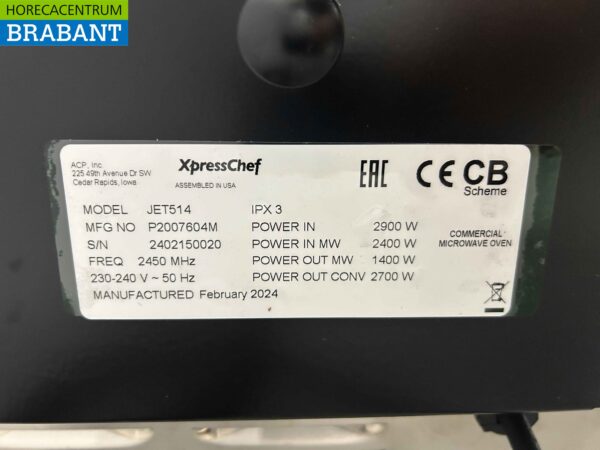 HORECACENTRUM
BRABANT
ACP, Inc.
225 49th Avenue Dr SW
Cedar Rapids, Iowa
XpressChef
ASSEMBLED IN USA
EAC CE CB
Scheme
MODEL JET514 IPX 3
MFG NO P2007604M POWER IN 2900 W
S/N 2402150020 POWER IN MW 2400 W
FREQ 2450 MHz POWER OUT MW 1400 W
230-240 V ~ 50 Hz POWER OUT CONV 2700 W
MANUFACTURED February 2024
COMMERCIAL
MICROWAVE OVEN